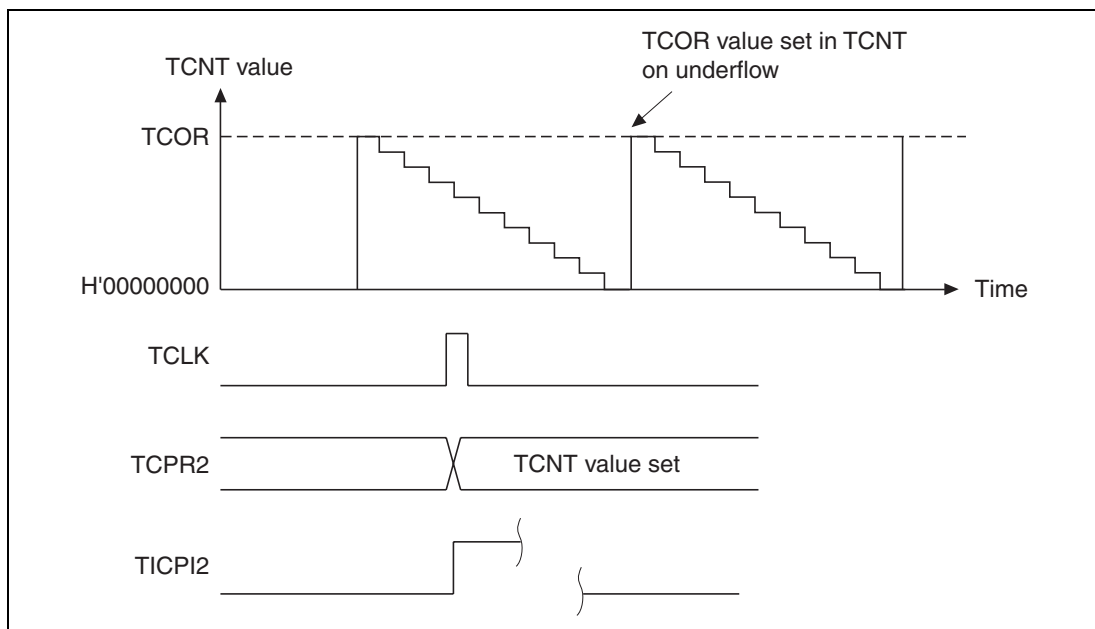 TCOR value set in TCNT
on underflow
TCNT value
TCOR
H'00000000
Time
TCLK
TCPR2
TCNT value set
TICPI2